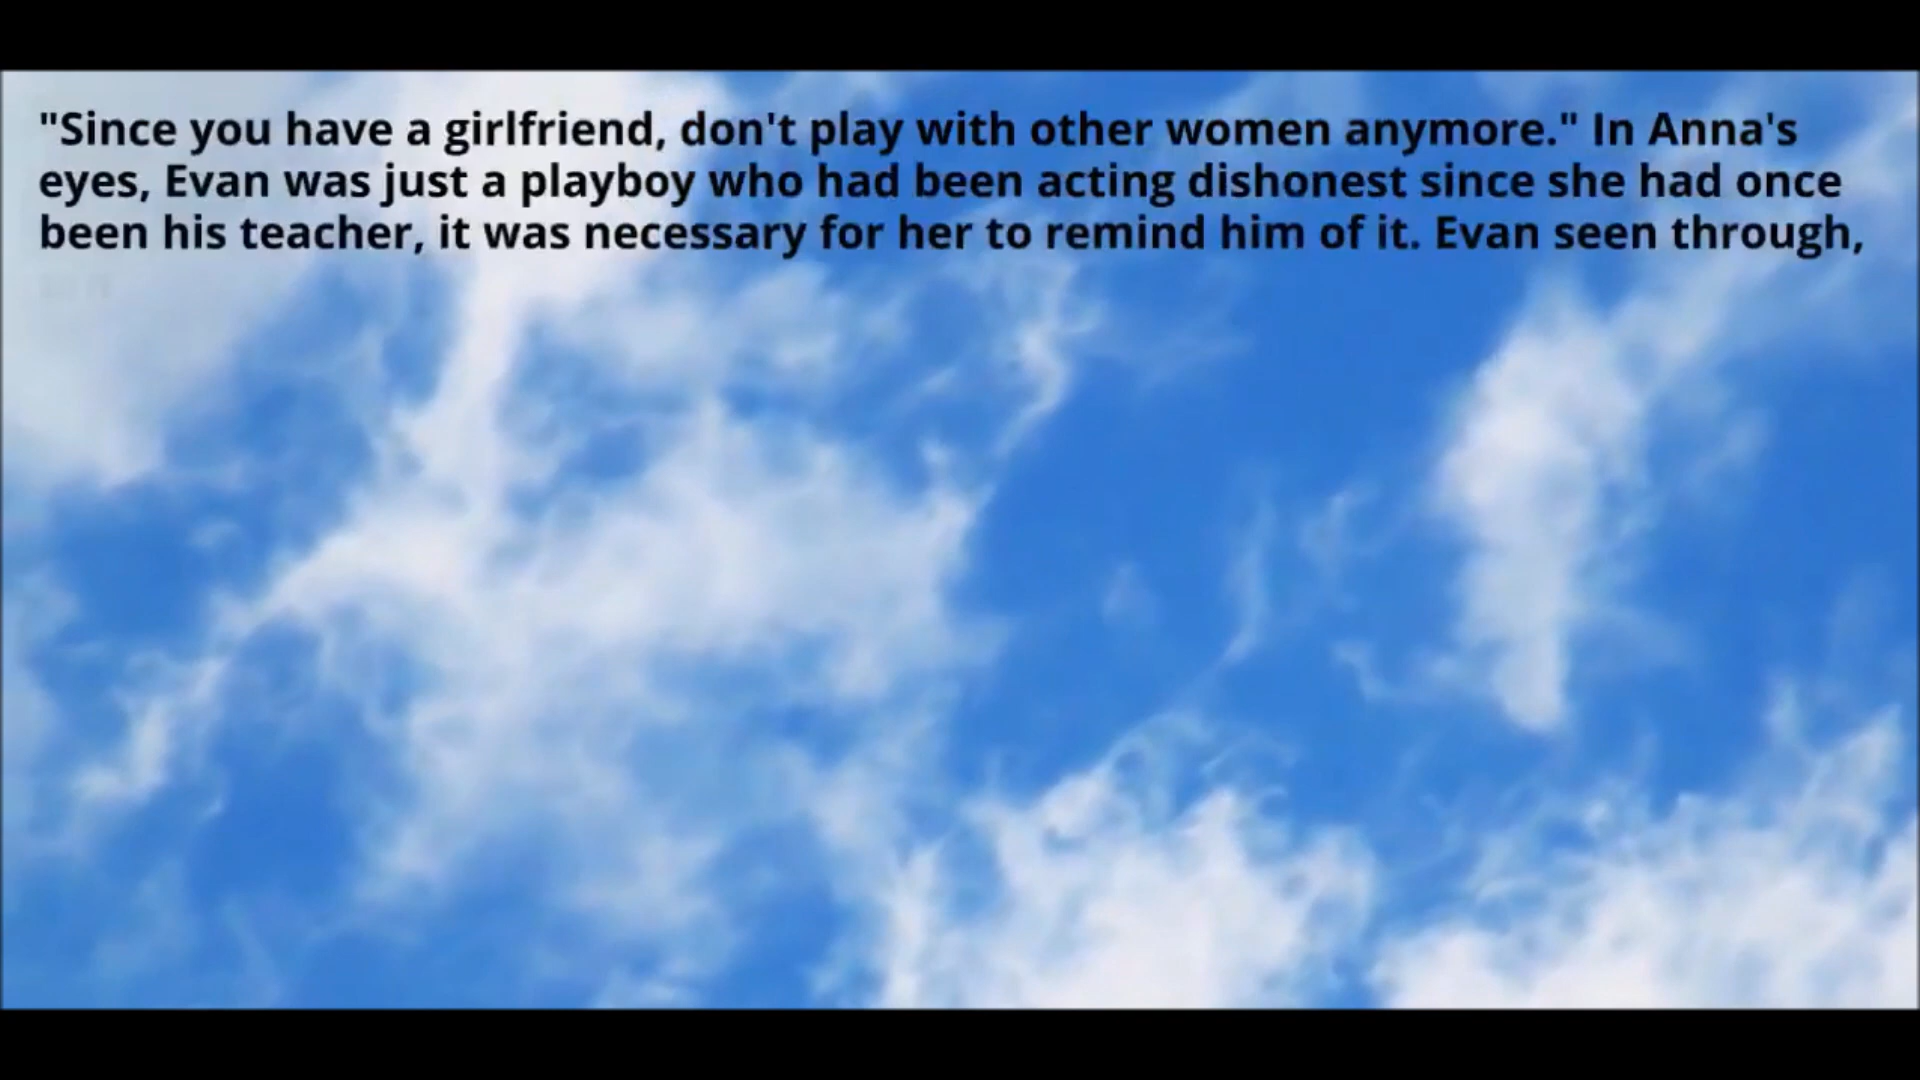 "Since you have a girlfriend, don't play with other women anymore." In Anna's
eyes, Evan was just a playboy who had been acting dishonest since she had once
been his teacher, it was necessary for her to remind him of it. Evan seen through,